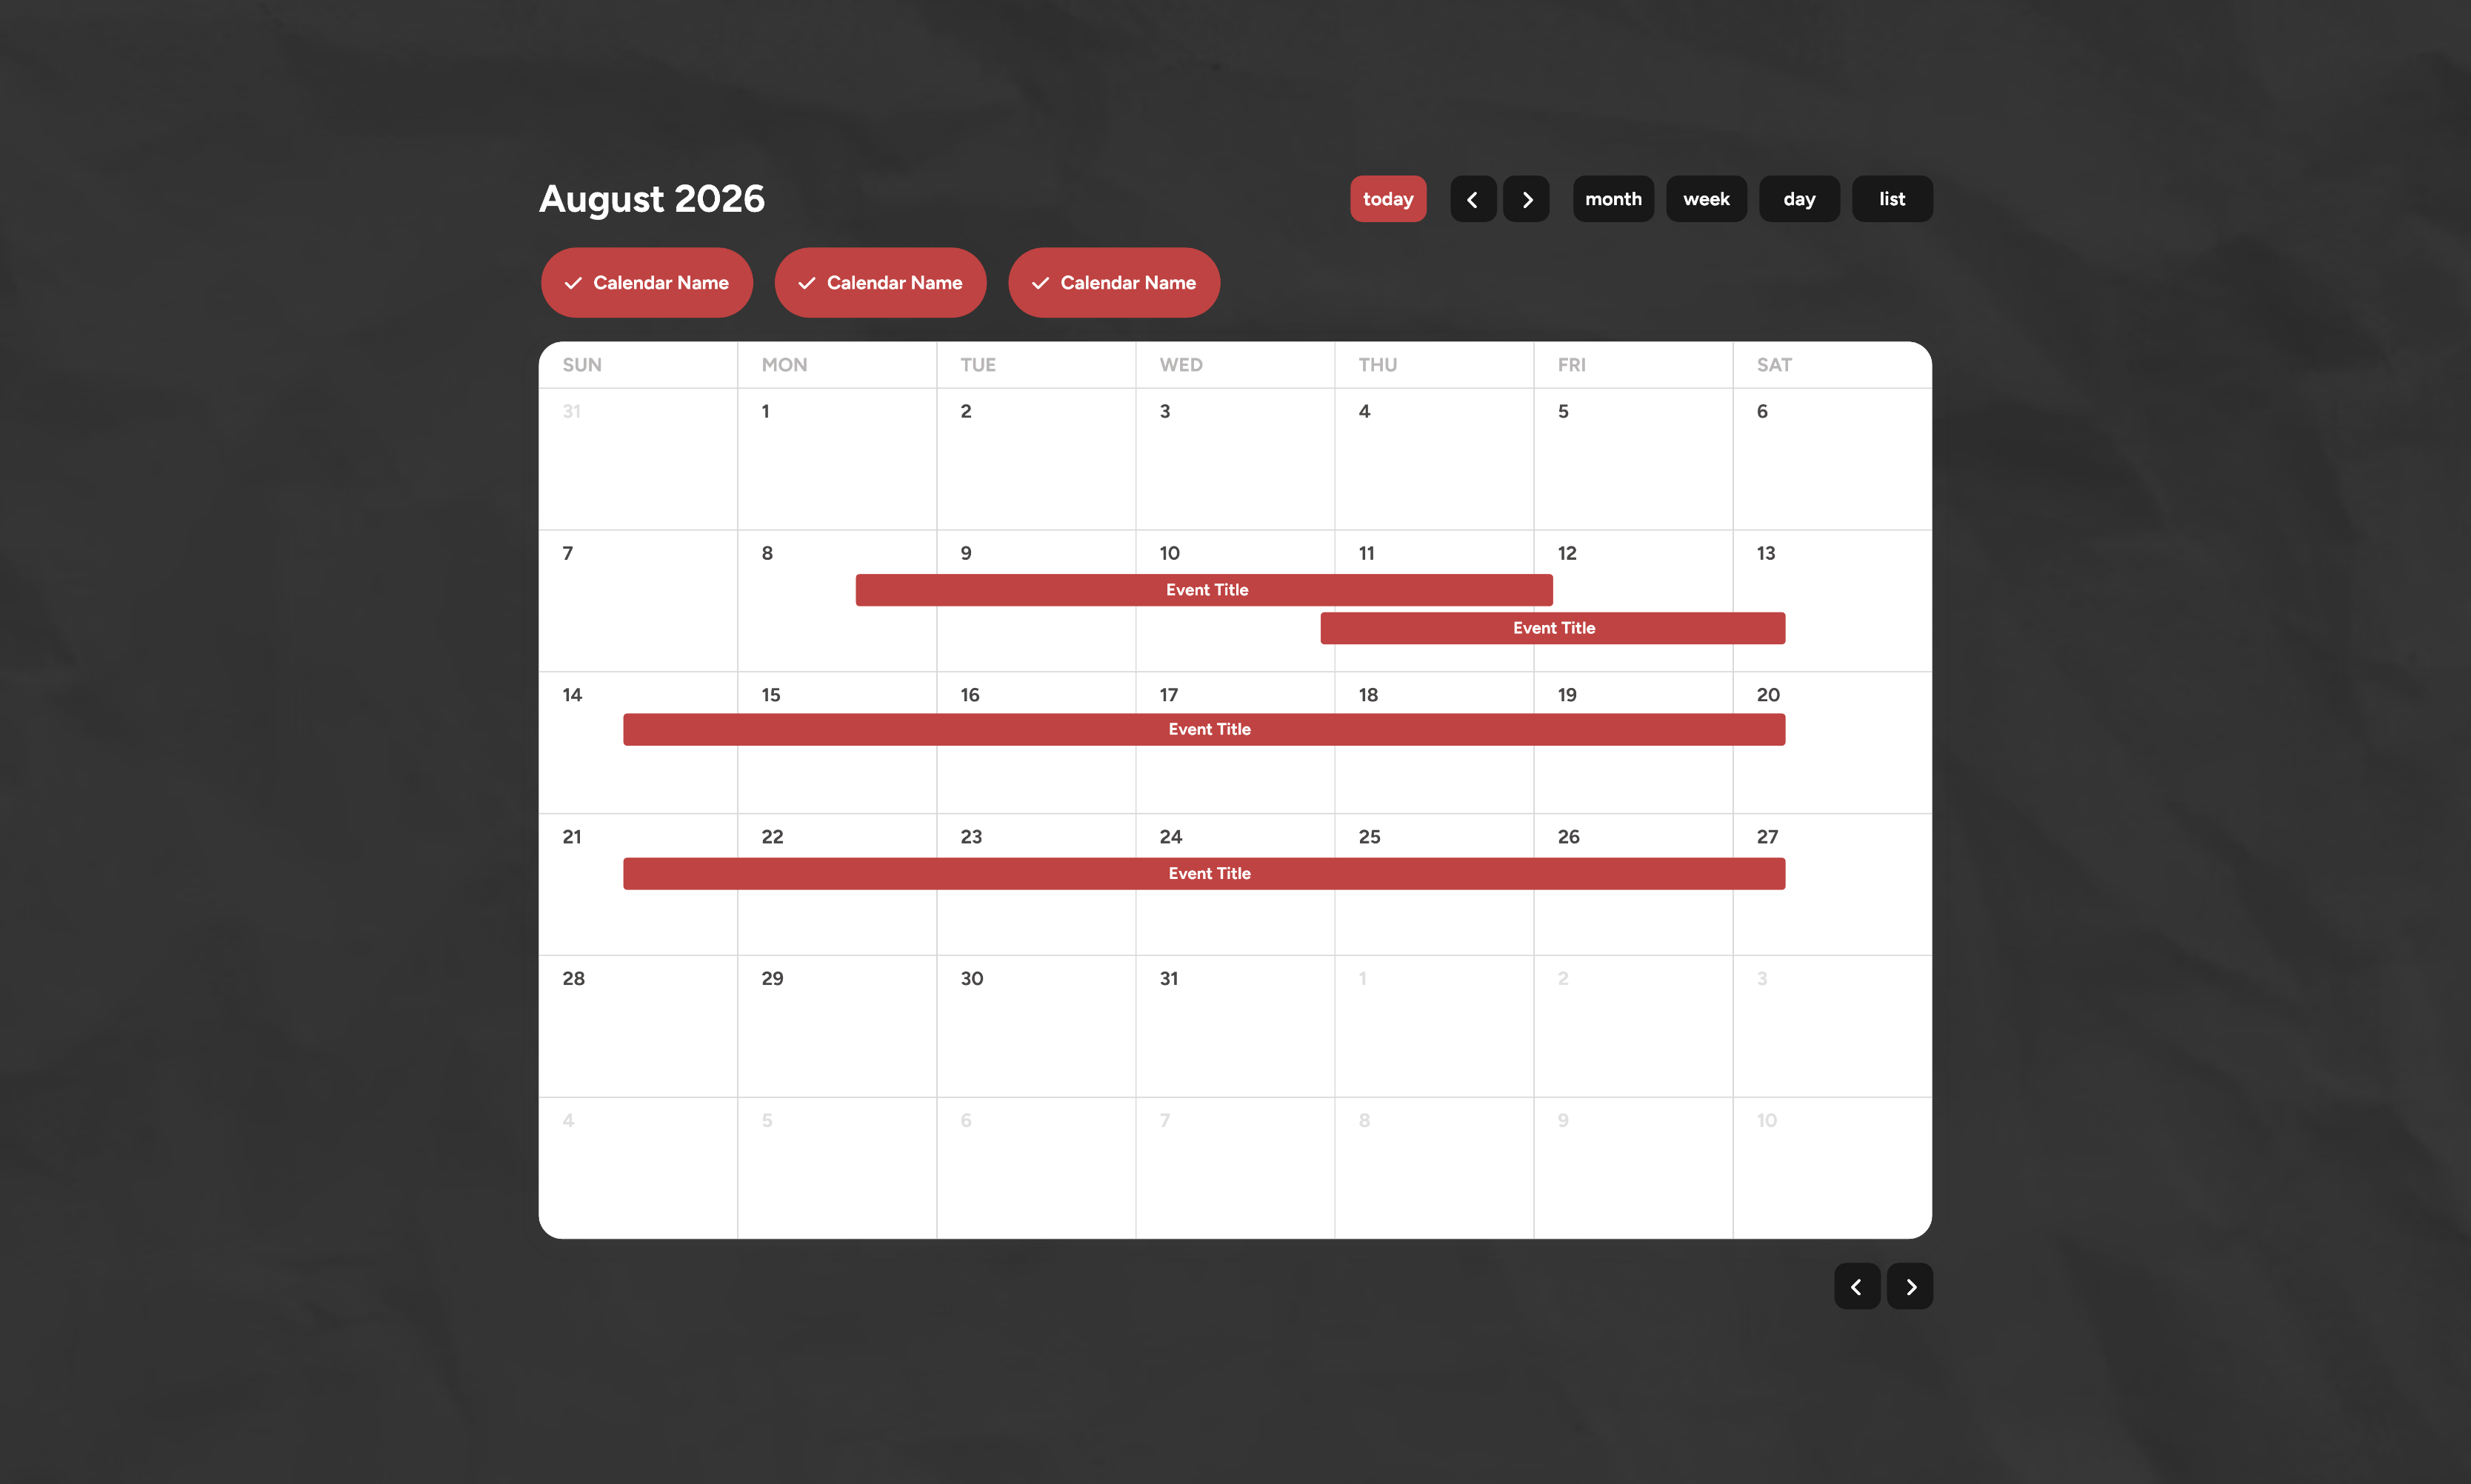 August 2026
today
month
week
day
list
Calendar Name
Calendar Name
Calendar Name
SUN MON TUE WED THU FRI SAT
31 1 2 3 4 5 6
7 8 9 10 11 12 13
Event Title
Event Title
14 15 16 17 18 19 20
Event Title
21 22 23 24 25 26 27
Event Title
28 29 30 31 1 2 3
4 5 6 7 8 9 10